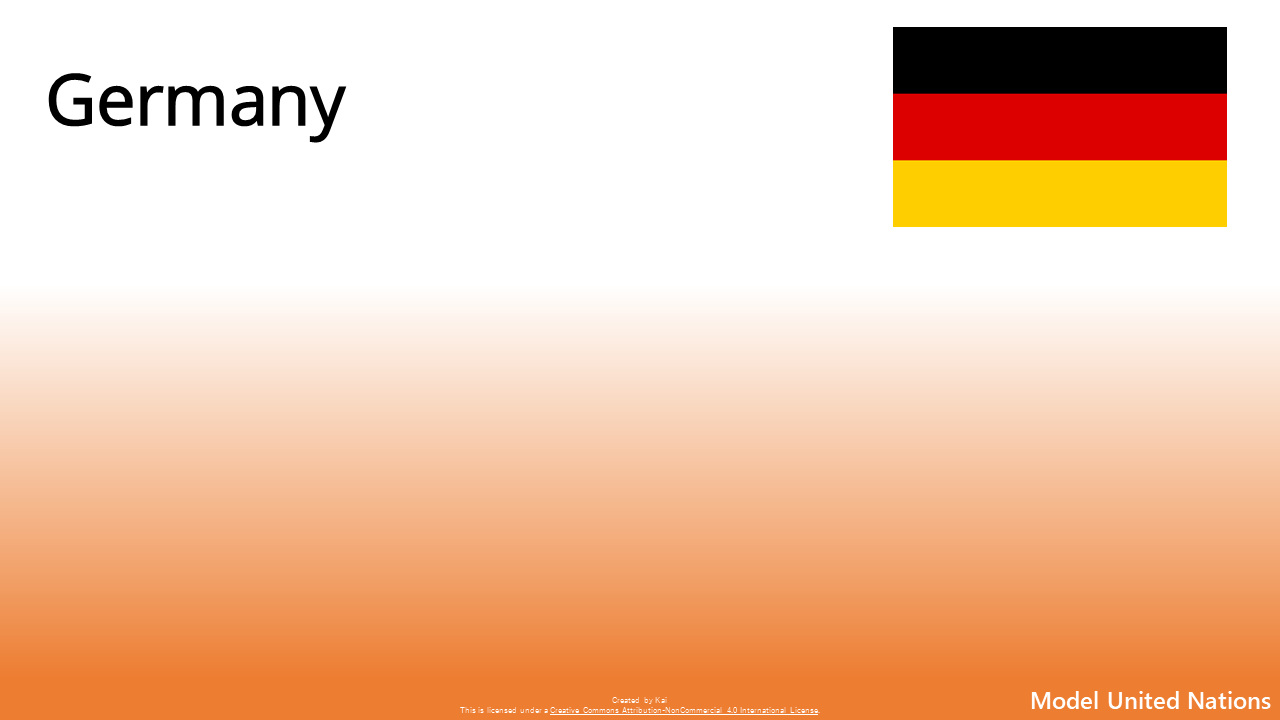 Germany
Created by Kai
This is licensed under a Creative Commons Attribution-NonCommercial 4.0 International License.
Model United Nations